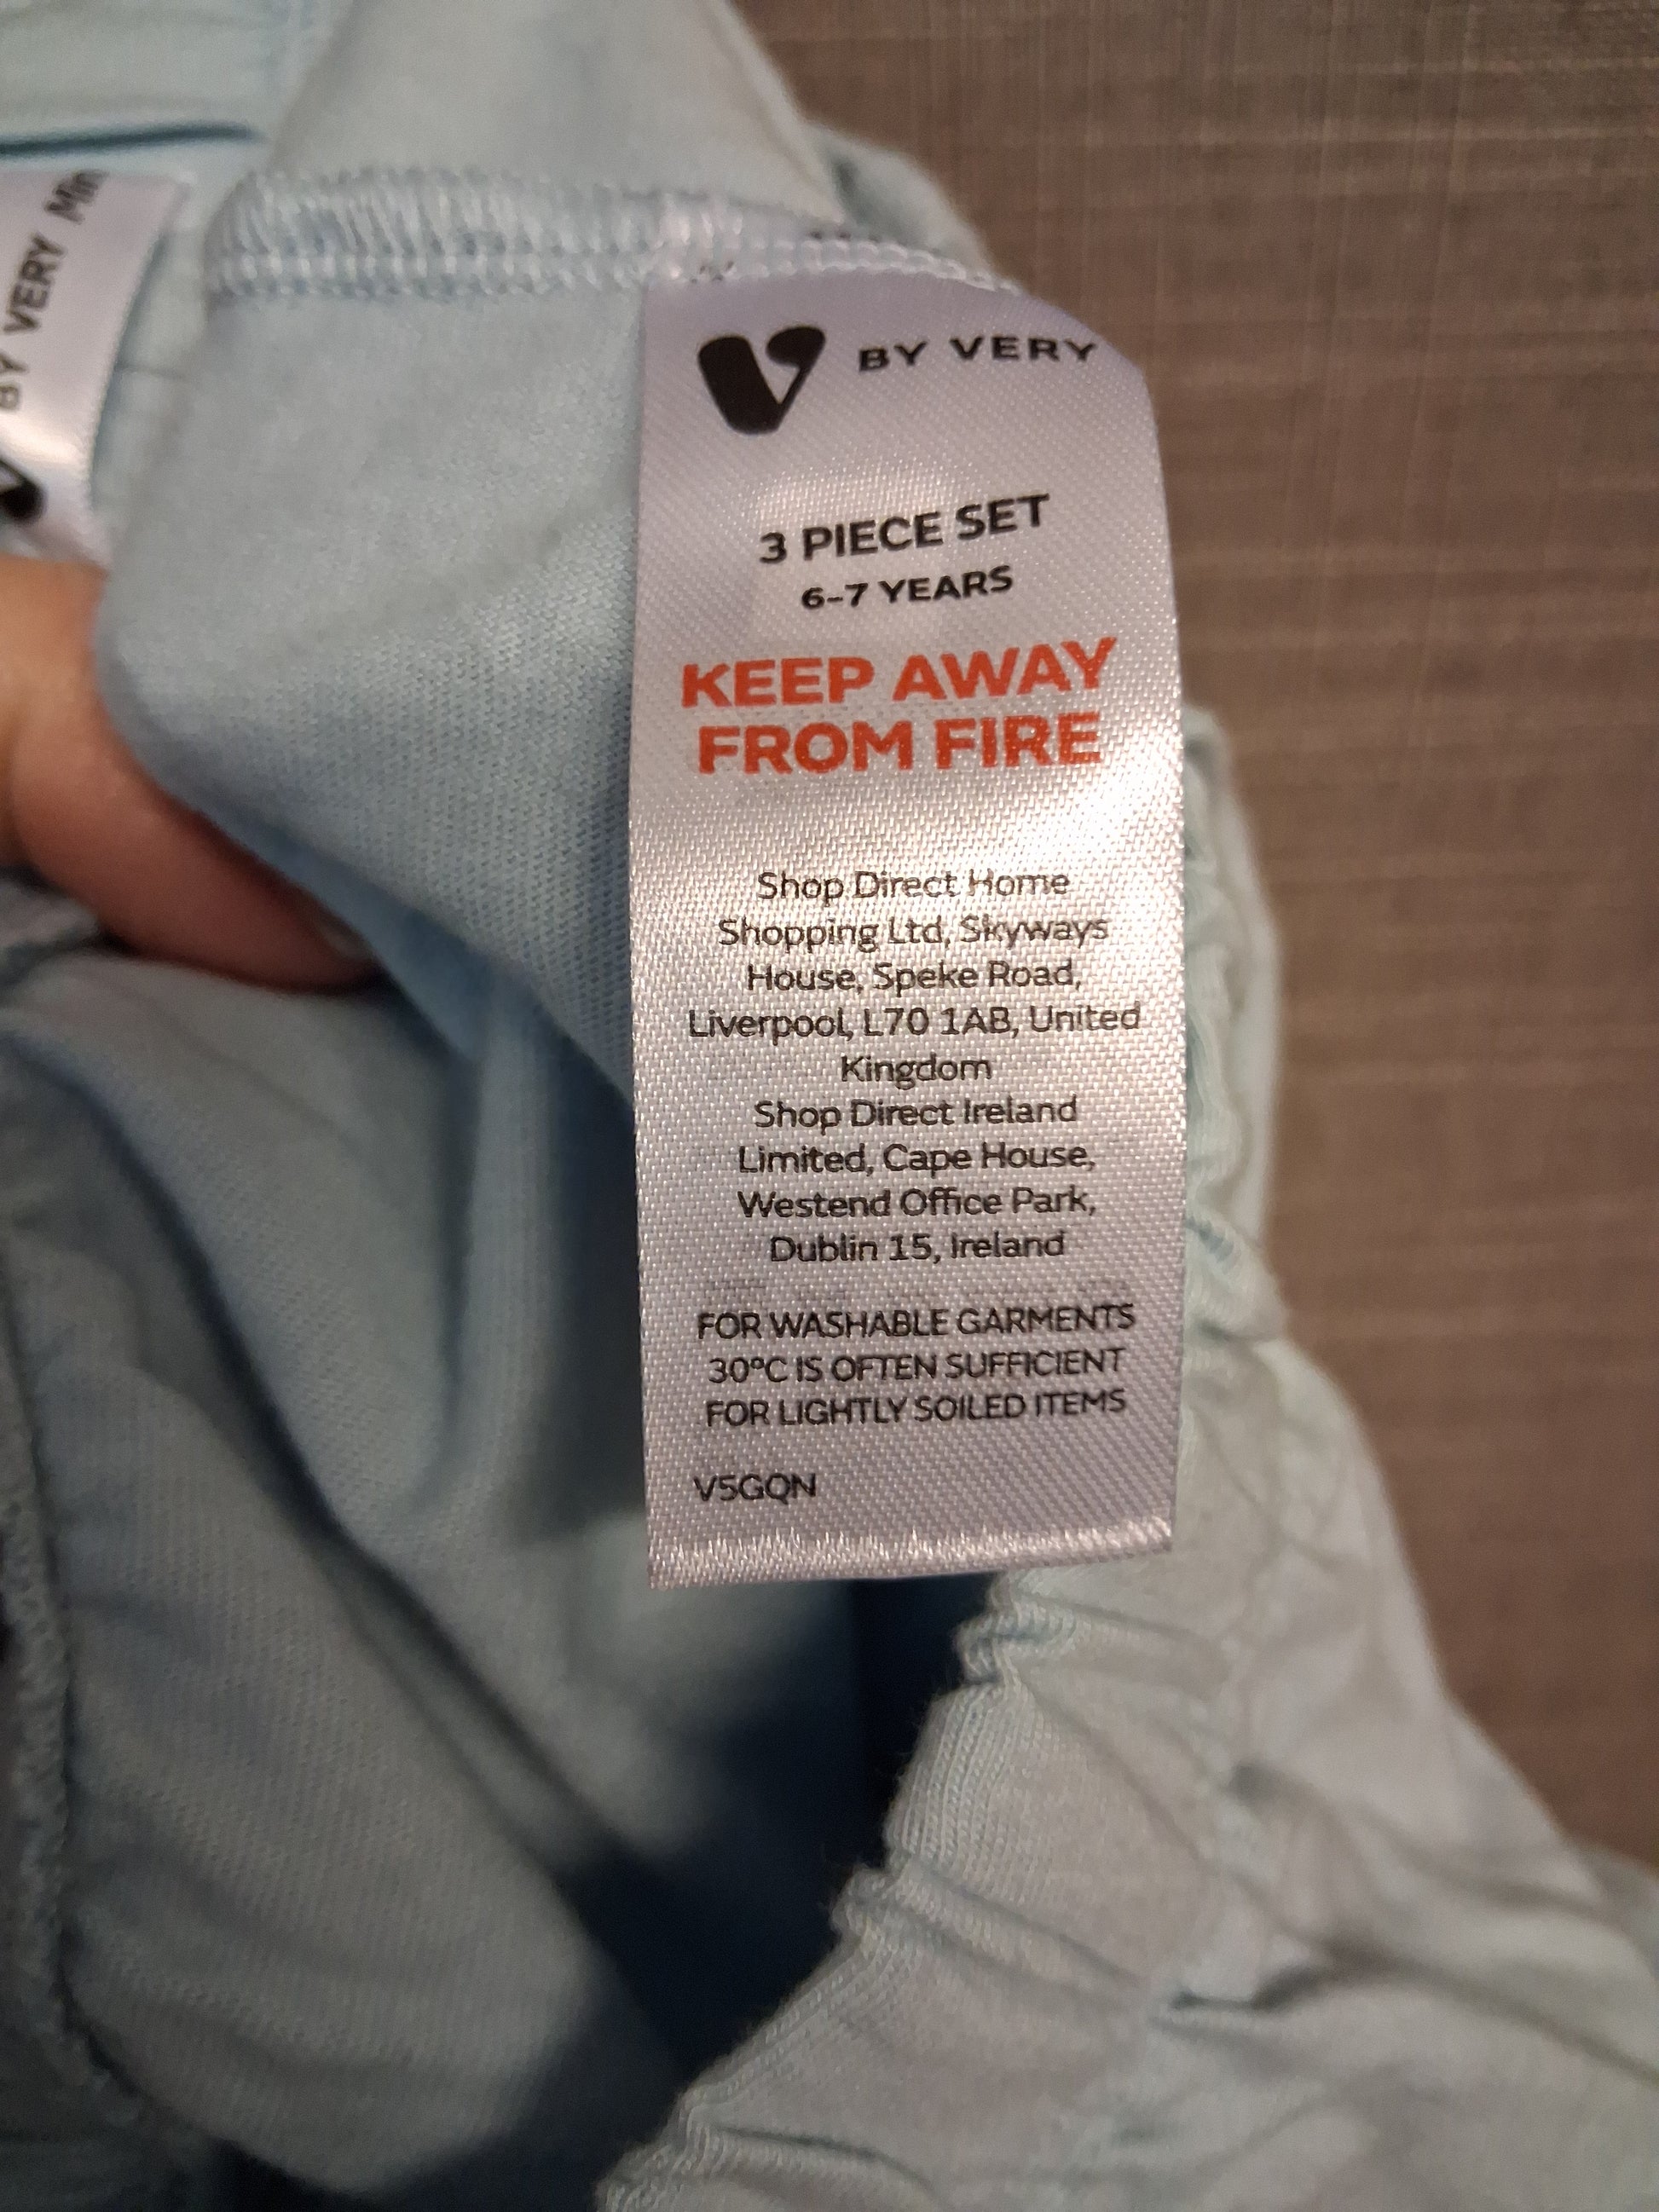 BY VERY Min
V BY VERY
3 PIECE SET
6-7 YEARS
KEEP AWAY
FROM FIRE
Shop Direct Home
Shopping Ltd, Skyways
House, Speke Road,
Liverpool, L70 1AB, United
Kingdom
Shop Direct Ireland
Limited, Cape House,
Westend Office Park,
Dublin 15, Ireland
FOR WASHABLE GARMENTS
30°C IS OFTEN SUFFICIENT
FOR LIGHTLY SOILED ITEMS
V5GQN